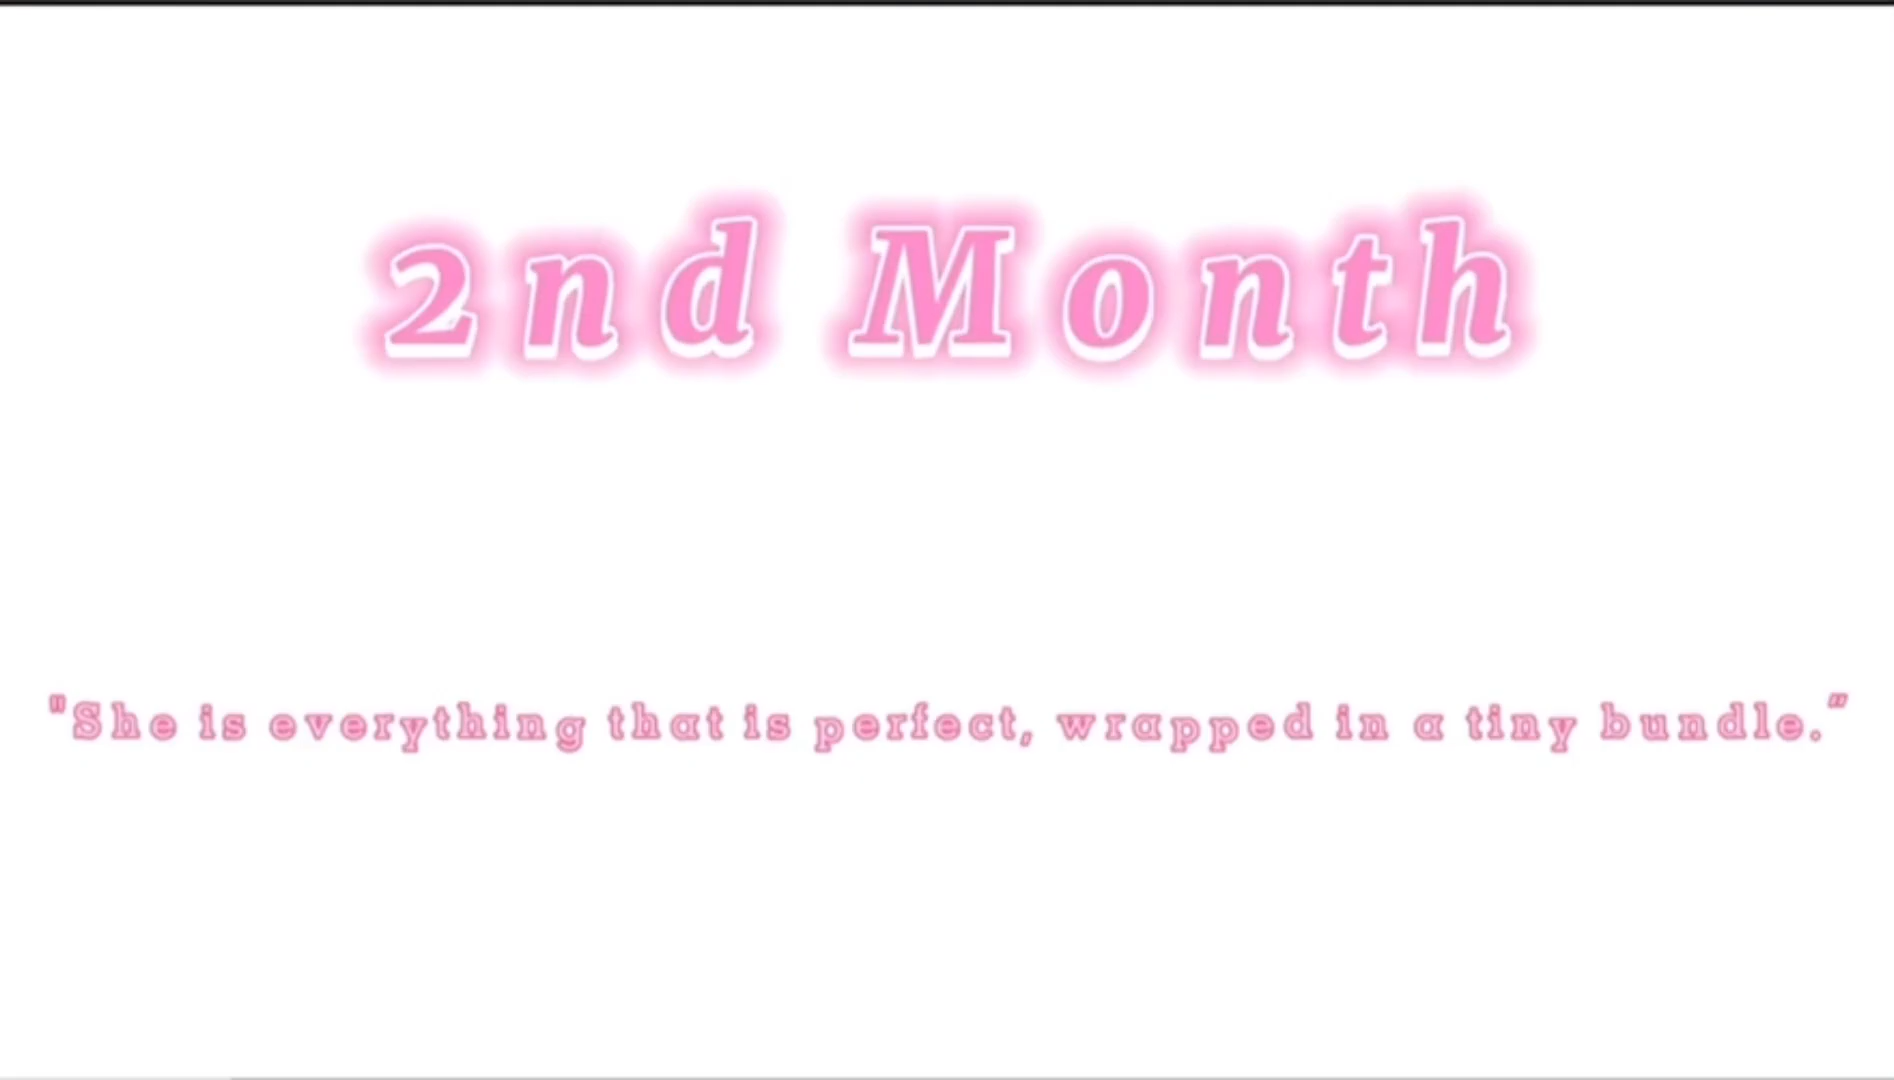 2nd Month
"She is everything that is perfect, wrapped in a tiny bundle.”